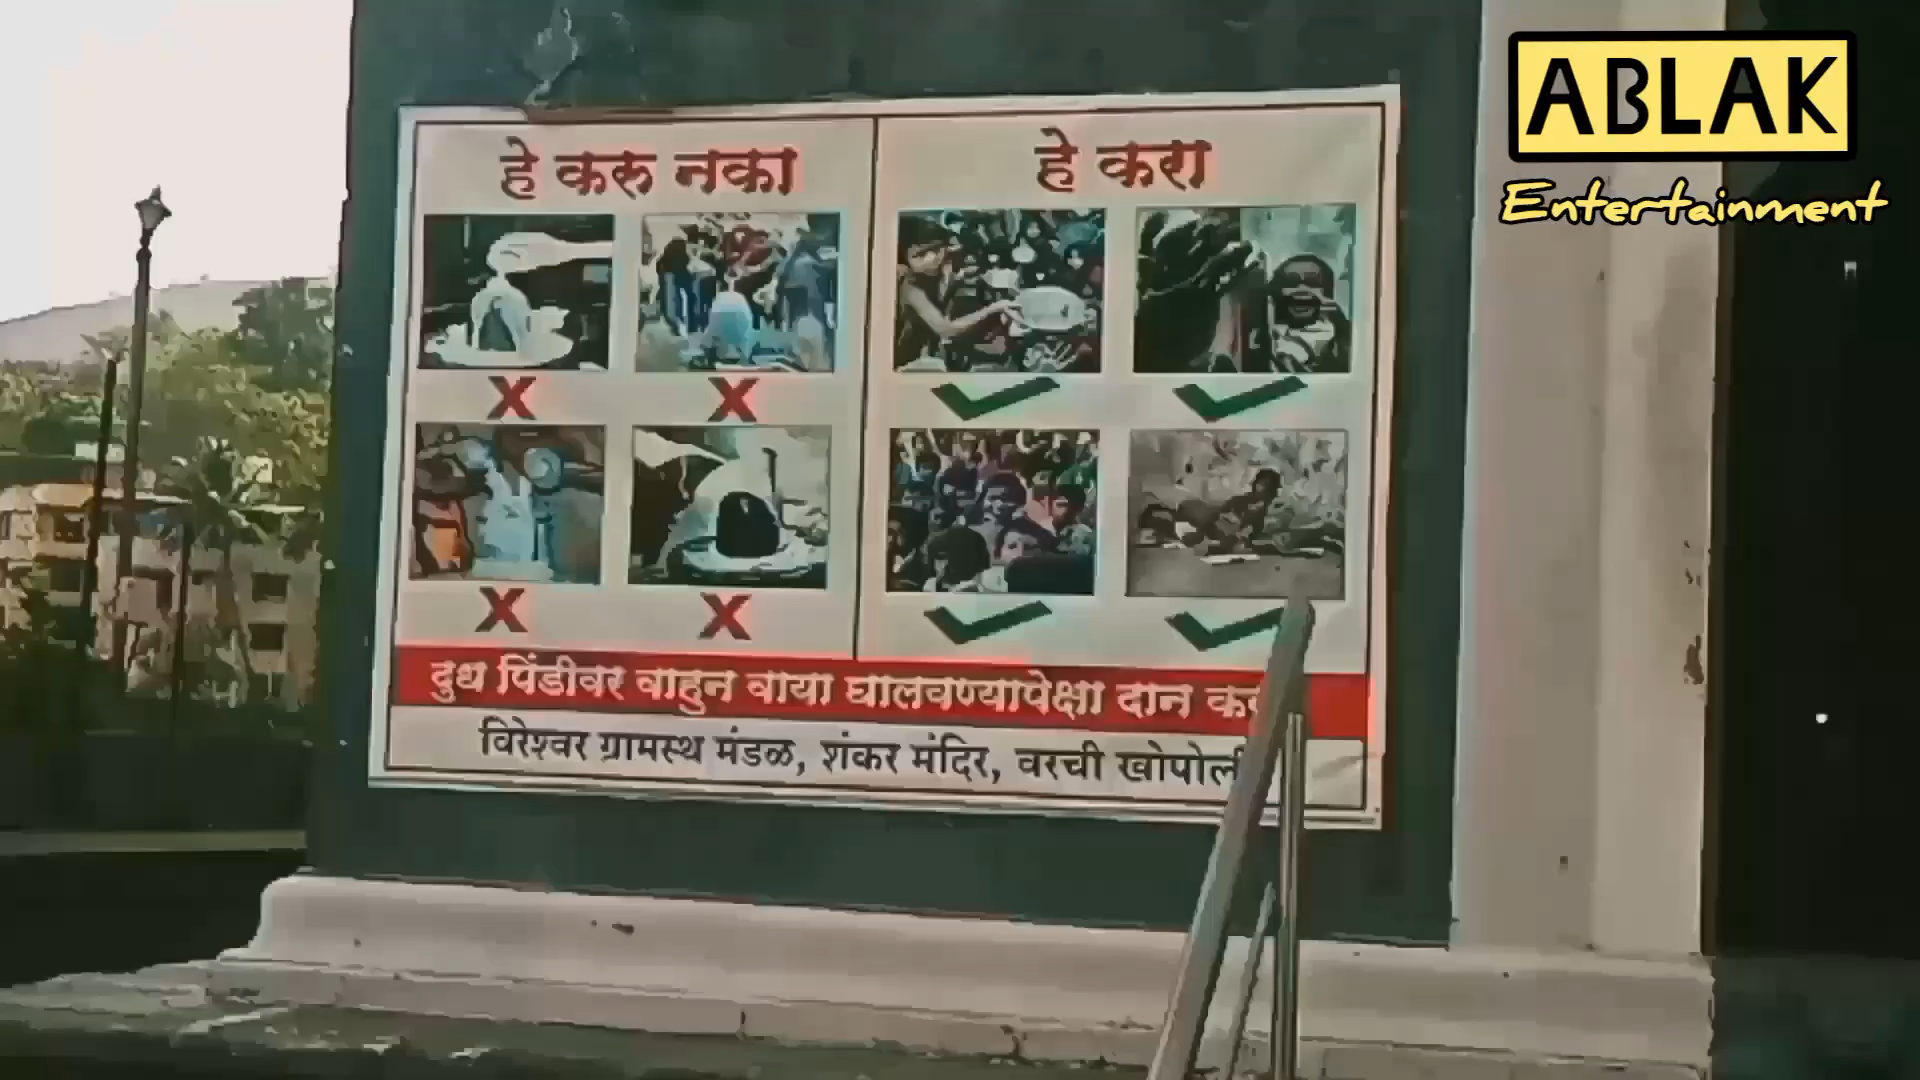 ABLAK
Entertainment
हे करु नका
हे करा
X X
X X
दुध पिंडीवर वाहुन वाया घालवण्यापेक्षा दान
विरेश्वर ग्रामस्थ मंडळ, शंकर मंदिर, वरची खोपोली